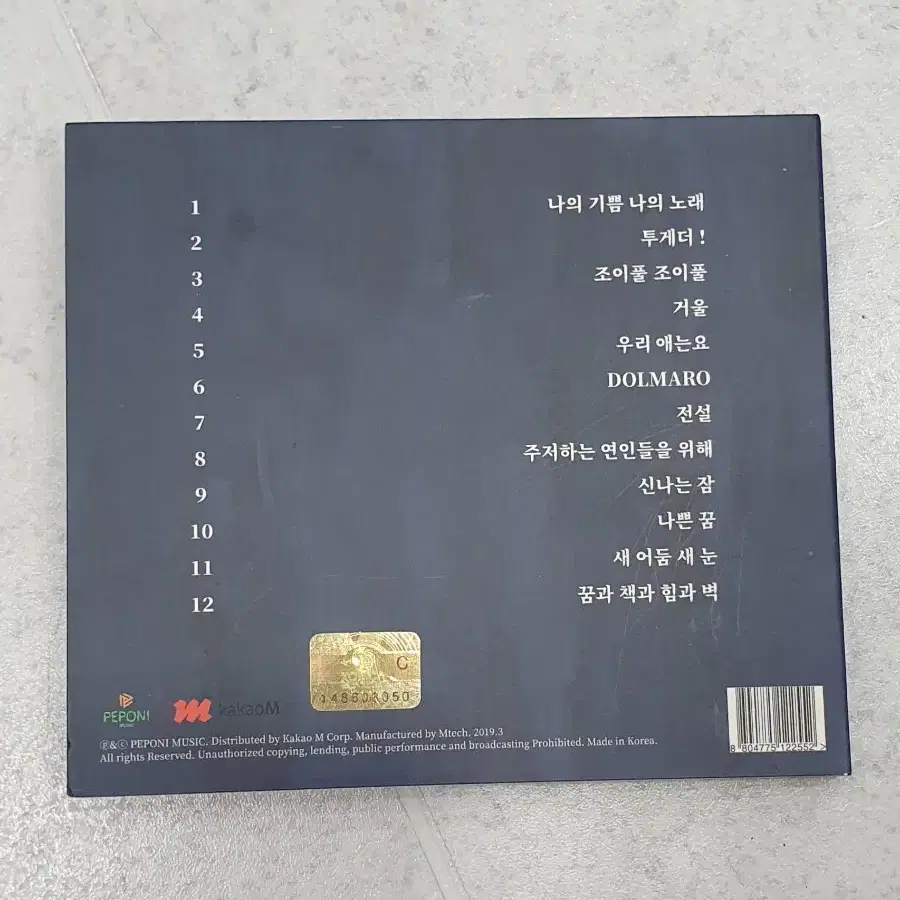 1 나의 기쁨 나의 노래
2 투게더 !
3 조이풀 조이풀
4 거울
5 우리 애는요
6 DOLMARO
7 전설
8 주저하는 연인들을 위해
9 신나는 잠
10 나쁜 꿈
11 새 어둠 새 눈
12 꿈과 책과 힘과 벽
C
148603050
PEPONI
MUSIC
m kakaoM
℗&© PEPONI MUSIC. Distributed by Kakao M Corp. Manufactured by Mtech. 2019.3
All rights Reserved. Unauthorized copying, lending, public performance and broadcasting Prohibited. Made in Korea.
8 804775 122552 >